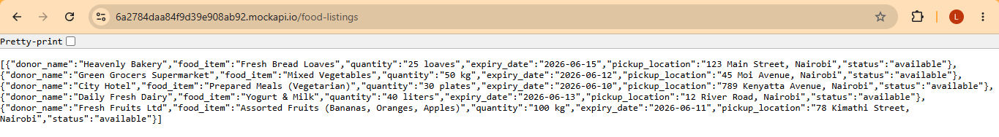 6a2784daa84f9d39e908ab92.mockapi.io/food-listings
L
Pretty-print
[{"donor_name":"Heavenly Bakery","food_item":"Fresh Bread Loaves","quantity":"25 loaves","expiry_date":"2026-06-15","pickup_location":"123 Main Street, Nairobi","status":"available"},
{"donor_name":"Green Grocers Supermarket","food_item":"Mixed Vegetables","quantity":"50 kg","expiry_date":"2026-06-12","pickup_location":"45 Moi Avenue, Nairobi","status":"available"},
{"donor_name":"City Hotel","food_item":"Prepared Meals (Vegetarian)","quantity":"30 plates","expiry_date":"2026-06-10","pickup_location":"789 Kenyatta Avenue, Nairobi","status":"available"},
{"donor_name":"Daily Fresh Dairy","food_item":"Yogurt & Milk","quantity":"40 liters","expiry_date":"2026-06-13","pickup_location":"12 River Road, Nairobi","status":"available"},
{"donor_name":"Fresh Fruits Ltd","food_item":"Assorted Fruits (Bananas, Oranges, Apples)","quantity":"100 kg","expiry_date":"2026-06-11","pickup_location":"78 Kimathi Street,
Nairobi","status":"available"}]